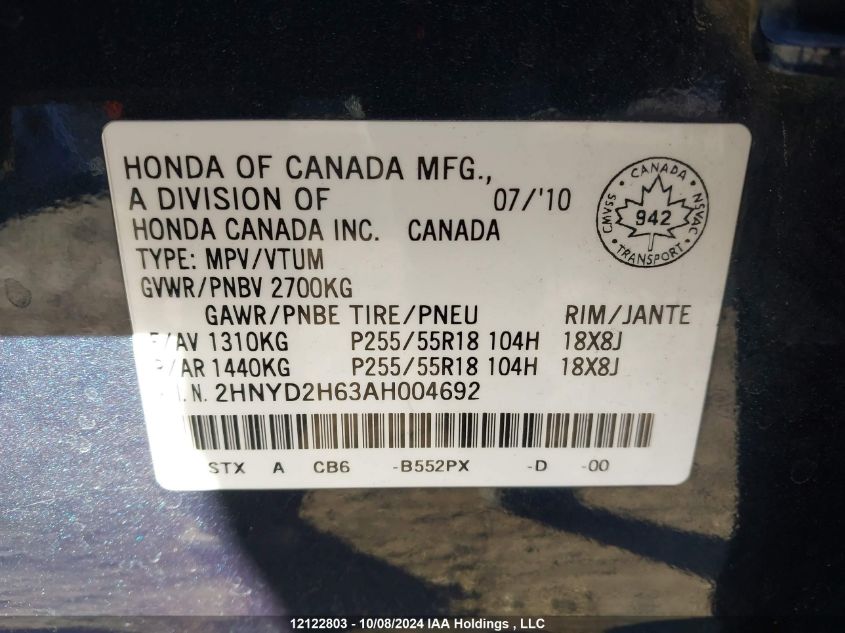 HONDA OF CANADA MFG.,
A DIVISION OF 07/'10
HONDA CANADA INC. CANADA
TYPE: MPV/VTUM
GVWR/PNBV 2700KG
GAWR/PNBE TIRE/PNEU RIM/JANTE
/AV 1310KG P255/55R18 104H 18X8J
/AR 1440KG P255/55R18 104H 18X8J
I.N. 2HNYD2H63AH004692
STX A CB6 -B552PX -D -00
CANADA
CMVSS 942 NSVAC
TRANSPORT
12122803 - 10/08/2024 IAA Holdings , LLC